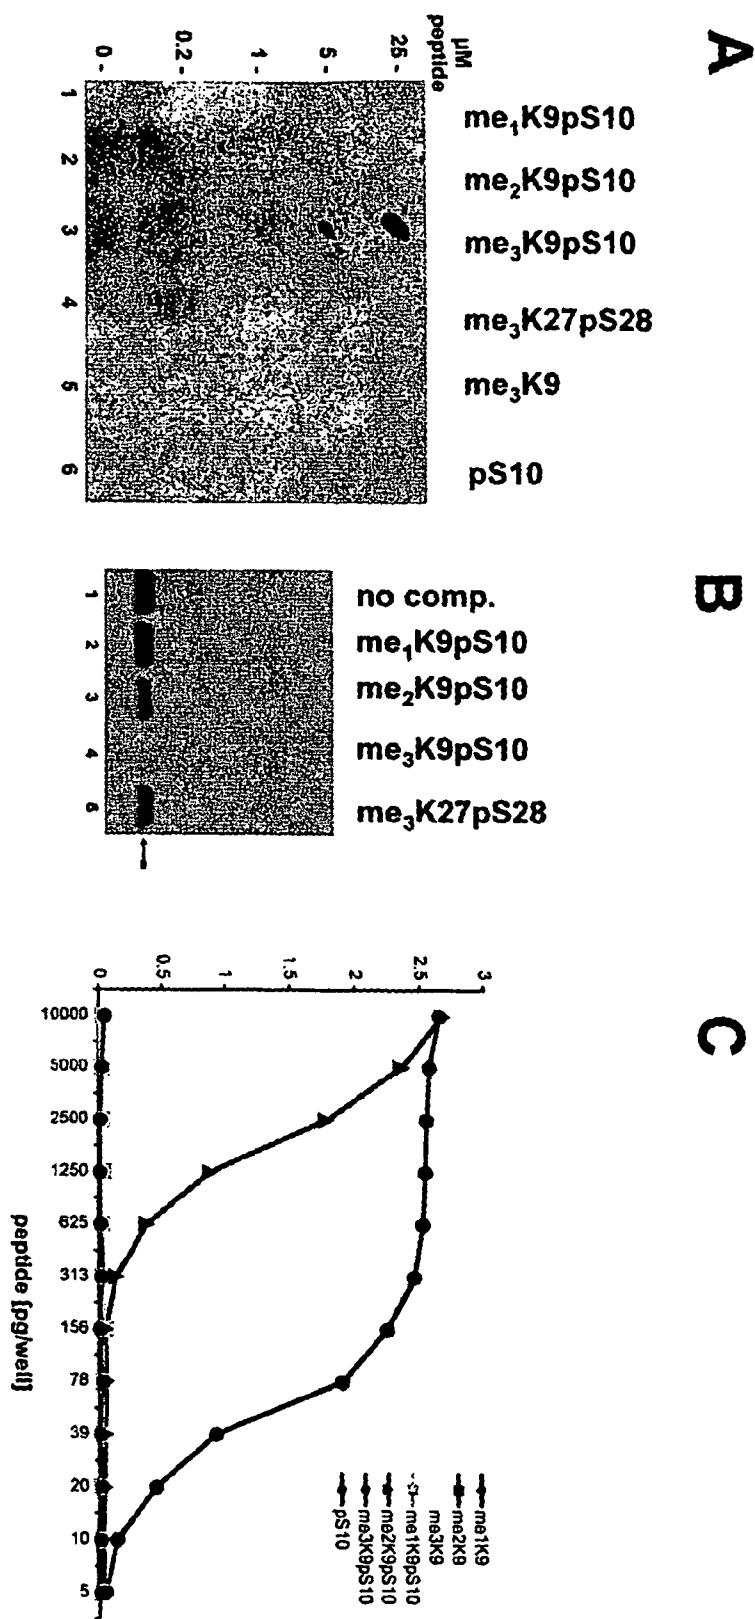 A
µM peptide
25 -
5 -
1 -
0.2 -
0 -
me₁K9pS10
me₂K9pS10
me₃K9pS10
me₃K27pS28
me₃K9
pS10
1 2 3 4 5 6
B
no comp.
me₁K9pS10
me₂K9pS10
me₃K9pS10
me₃K27pS28
1 2 3 4 5
C
3
2.5
2
1.5
1
0.5
0
10000 5000 2500 1250 625 313 156 78 39 20 10 5
peptide [pg/well]
me1K9
me2K9
me3K9
me1K9pS10
me2K9pS10
me3K9pS10
pS10